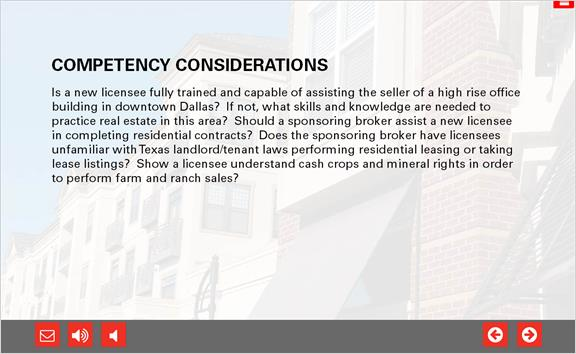 COMPETENCY CONSIDERATIONS
Is a new licensee fully trained and capable of assisting the seller of a high rise office
building in downtown Dallas?  If not, what skills and knowledge are needed to
practice real estate in this area?  Should a sponsoring broker assist a new licensee
in completing residential contracts?  Does the sponsoring broker have licensees
unfamiliar with Texas landlord/tenant laws performing residential leasing or taking
lease listings?  Show a licensee understand cash crops and mineral rights in order
to perform farm and ranch sales?